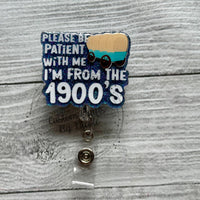 PLEASE BE
PATIENT
WITH ME
I'M FROM THE
1900'S